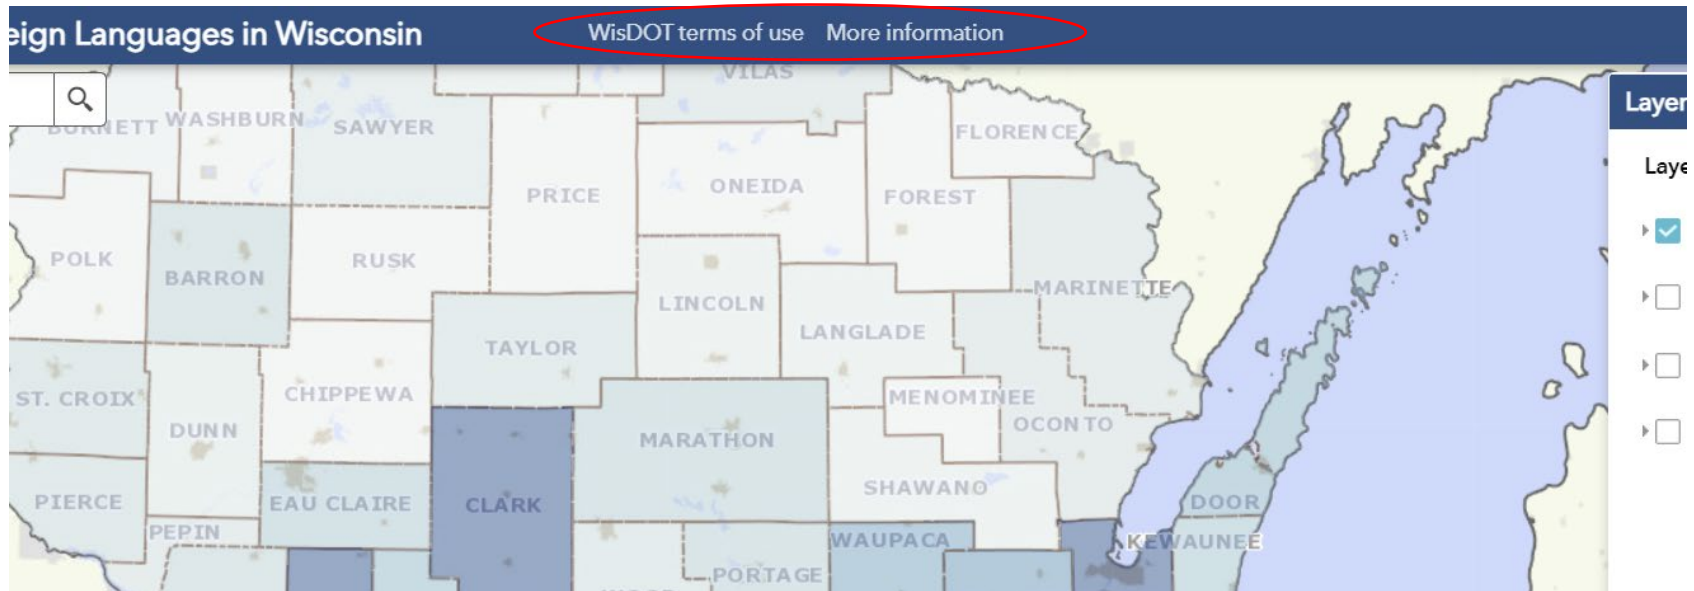 eign Languages in Wisconsin WisDOT terms of use More information
VILAS
Layer
BURNETT WASHBURN SAWYER FLORENCE
Laye
PRICE ONEIDA FOREST
POLK BARRON RUSK
MARINETTE
LINCOLN LANGLADE
TAYLOR
ST. CROIX CHIPPEWA MENOMINEE
DUNN MARATHON OCONTO
PIERCE EAU CLAIRE CLARK SHAWANO DOOR
PEPIN WAUPACA KEWAUNEE
PORTAGE